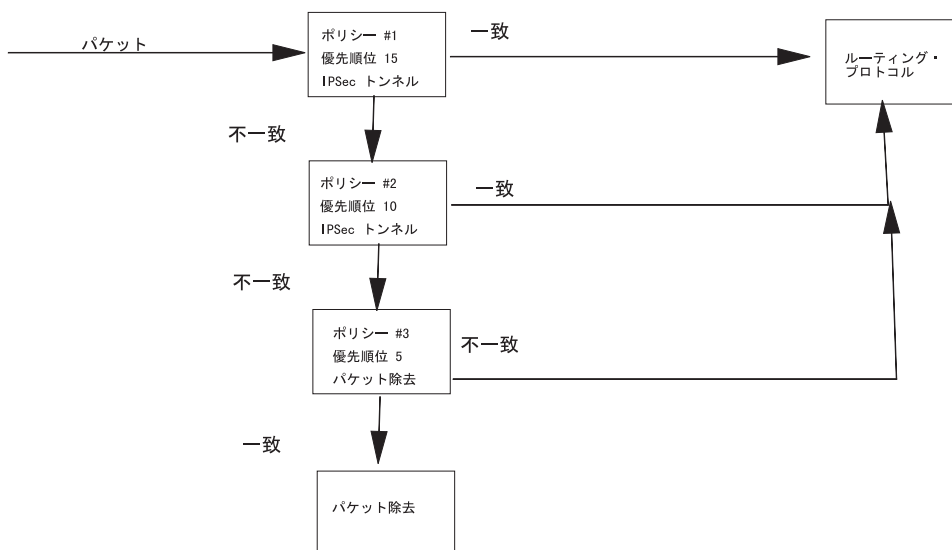 パケット
ポリシー #1
優先順位 15
IPSec トンネル
一致
ルーティング・
プロトコル
不一致
ポリシー #2
優先順位 10
IPSec トンネル
一致
不一致
ポリシー #3
優先順位 5
パケット除去
不一致
一致
パケット除去